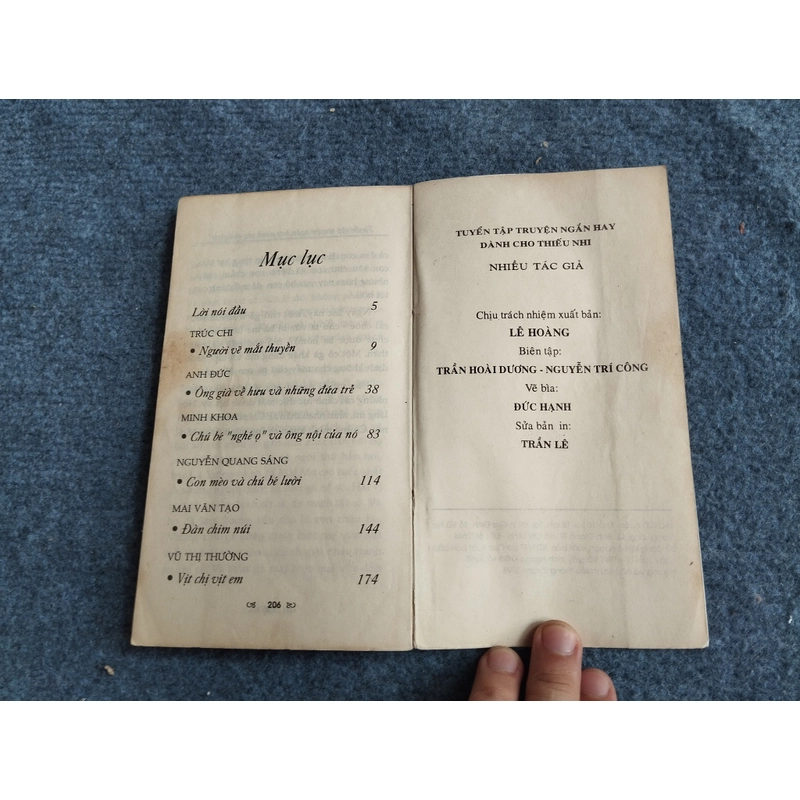 Mục lục
Lời nói đầu 5
TRÚC CHI
• Người vẽ mắt thuyền 9
ANH ĐỨC
• Ông già về hưu và những đứa trẻ 38
MINH KHOA
• Chú bé "nghé ọ" và ông nội của nó 83
NGUYỄN QUANG SÁNG
• Con mèo và chú bé lười 114
MAI VĂN TẠO
• Đàn chim núi 144
VŨ THỊ THƯỜNG
• Vịt chị vịt em 174
206
TUYỂN TẬP TRUYỆN NGẮN HAY
DÀNH CHO THIẾU NHI
NHIỀU TÁC GIẢ
Chịu trách nhiệm xuất bản:
LÊ HOÀNG
Biên tập:
TRẦN HOÀI DƯƠNG - NGUYỄN TRÍ CÔNG
Vẽ bìa:
ĐỨC HẠNH
Sửa bản in:
TRẦN LÊ